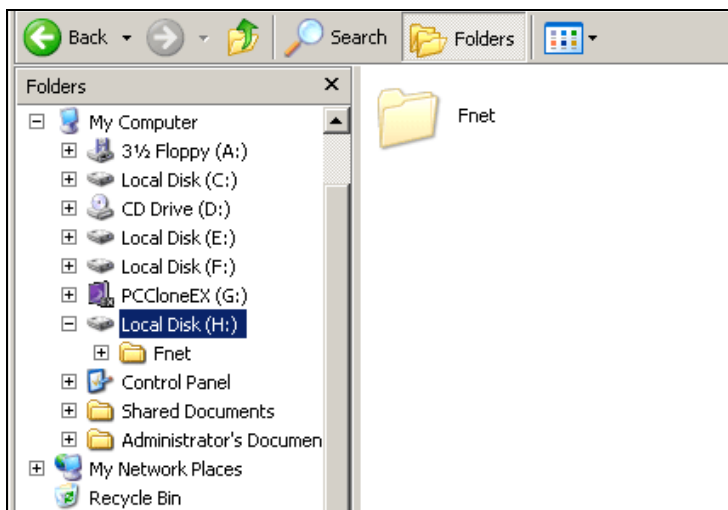 Back Search Folders
Folders
My Computer
3½ Floppy (A:)
Local Disk (C:)
CD Drive (D:)
Local Disk (E:)
Local Disk (F:)
PCCloneEX (G:)
Local Disk (H:)
Fnet
Control Panel
Shared Documents
Administrator's Documen
My Network Places
Recycle Bin
Fnet